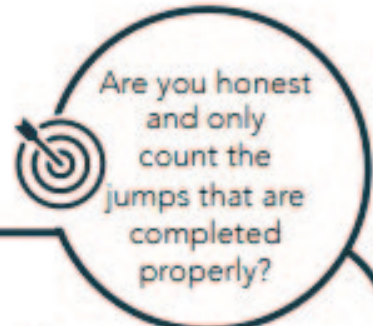 Are you honest
and only
count the
jumps that are
completed
properly?